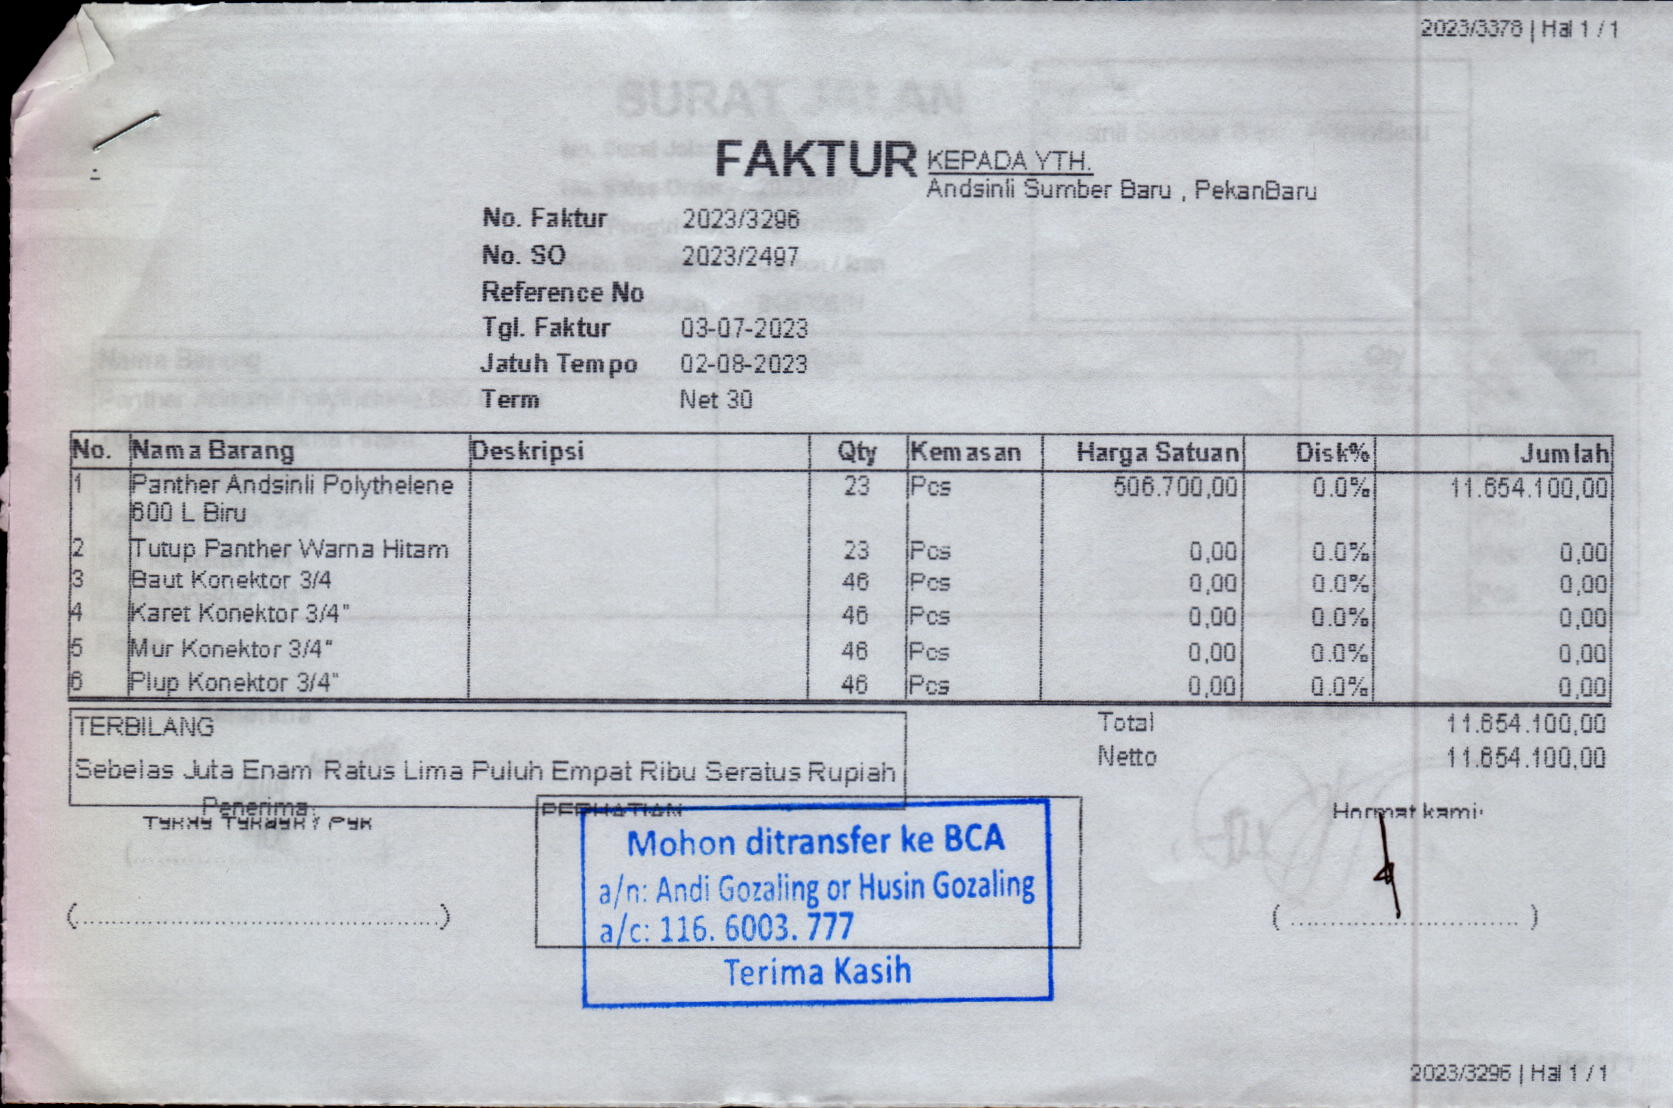 2023/3378 | Hal 1 / 1
SURAT JALAN
FAKTUR
KEPADA YTH.
Andsinli Sumber Baru , PekanBaru
No. Faktur 2023/3296
No. SO 2023/2497
Reference No
Tgl. Faktur 03-07-2023
Jatuh Tempo 02-08-2023
Term Net 30
No. Nama Barang Deskripsi Qty Kemasan Harga Satuan Disk% Jumlah
1 Panther Andsinli Polythelene 23 Pcs 506.700,00 0.0% 11.654.100,00
600 L Biru
2 Tutup Panther Warna Hitam 23 Pcs 0,00 0.0% 0,00
3 Baut Konektor 3/4 46 Pcs 0,00 0.0% 0,00
4 Karet Konektor 3/4" 46 Pcs 0,00 0.0% 0,00
5 Mur Konektor 3/4" 46 Pcs 0,00 0.0% 0,00
6 Plup Konektor 3/4" 46 Pcs 0,00 0.0% 0,00
TERBILANG
Sebelas Juta Enam Ratus Lima Puluh Empat Ribu Seratus Rupiah
Total 11.654.100,00
Netto 11.654.100,00
Penerima,
PERHATIAN
Hormat kami,
Mohon ditransfer ke BCA
a/n: Andi Gozaling or Husin Gozaling
a/c: 116. 6003. 777
Terima Kasih
2023/3296 | Hal 1 / 1